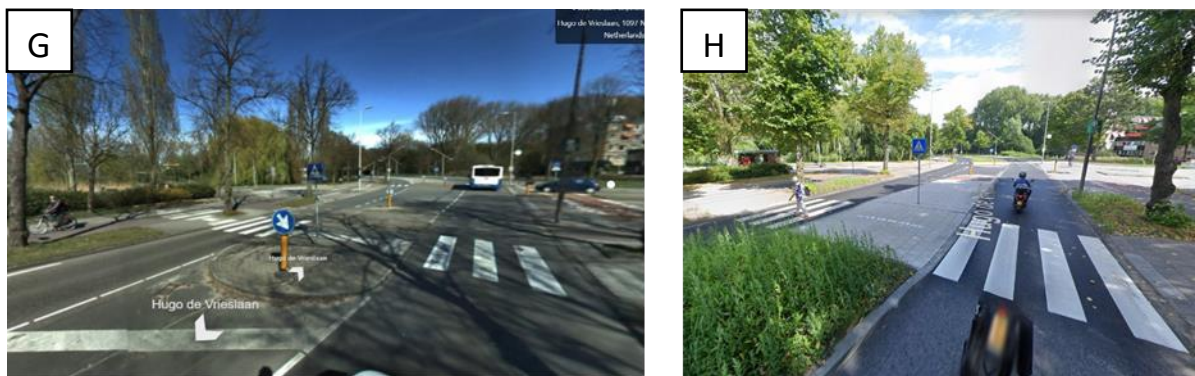 G
Hugo de Vrieslaan, 1097 N
Netherlands
Hugo de Vrieslaan
Hugo de Vrieslaan
H